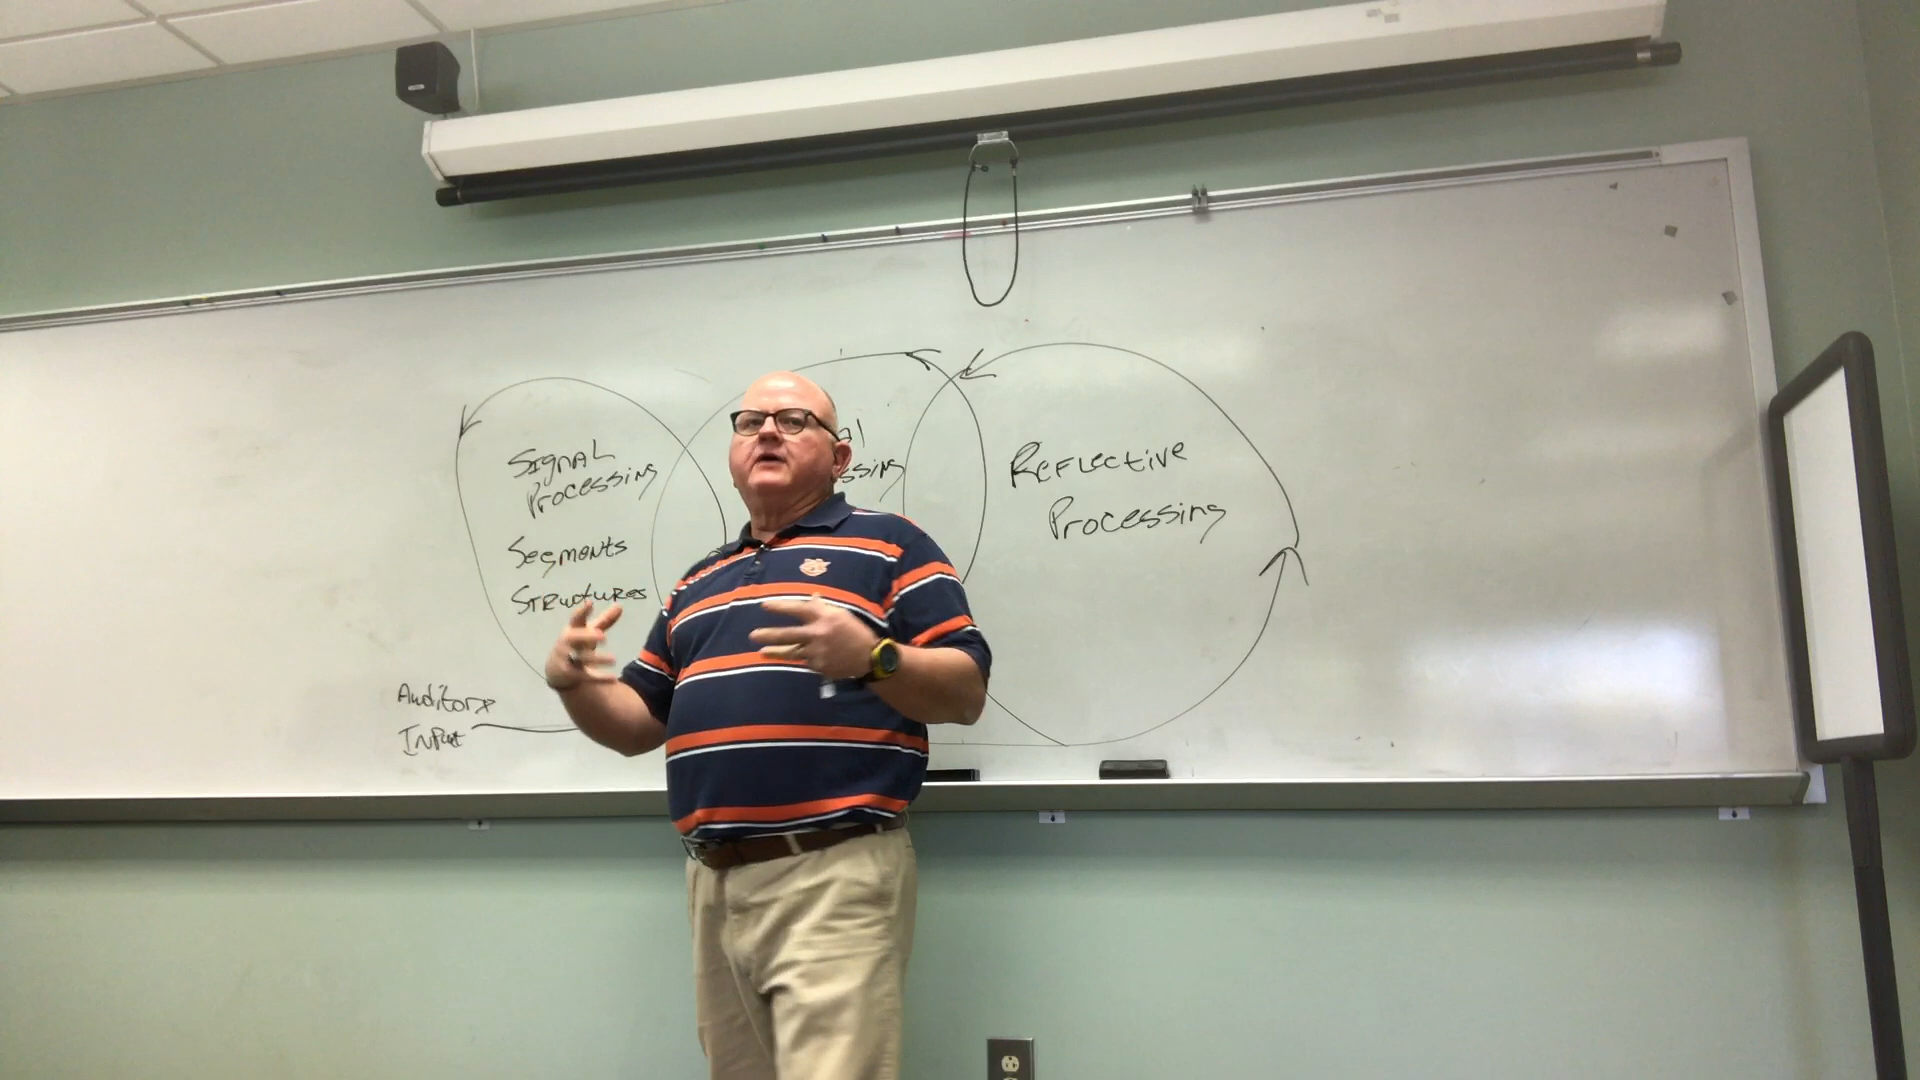 Signal
Processing
Segments
Structures
Auditory
Input
Reflective
Processing